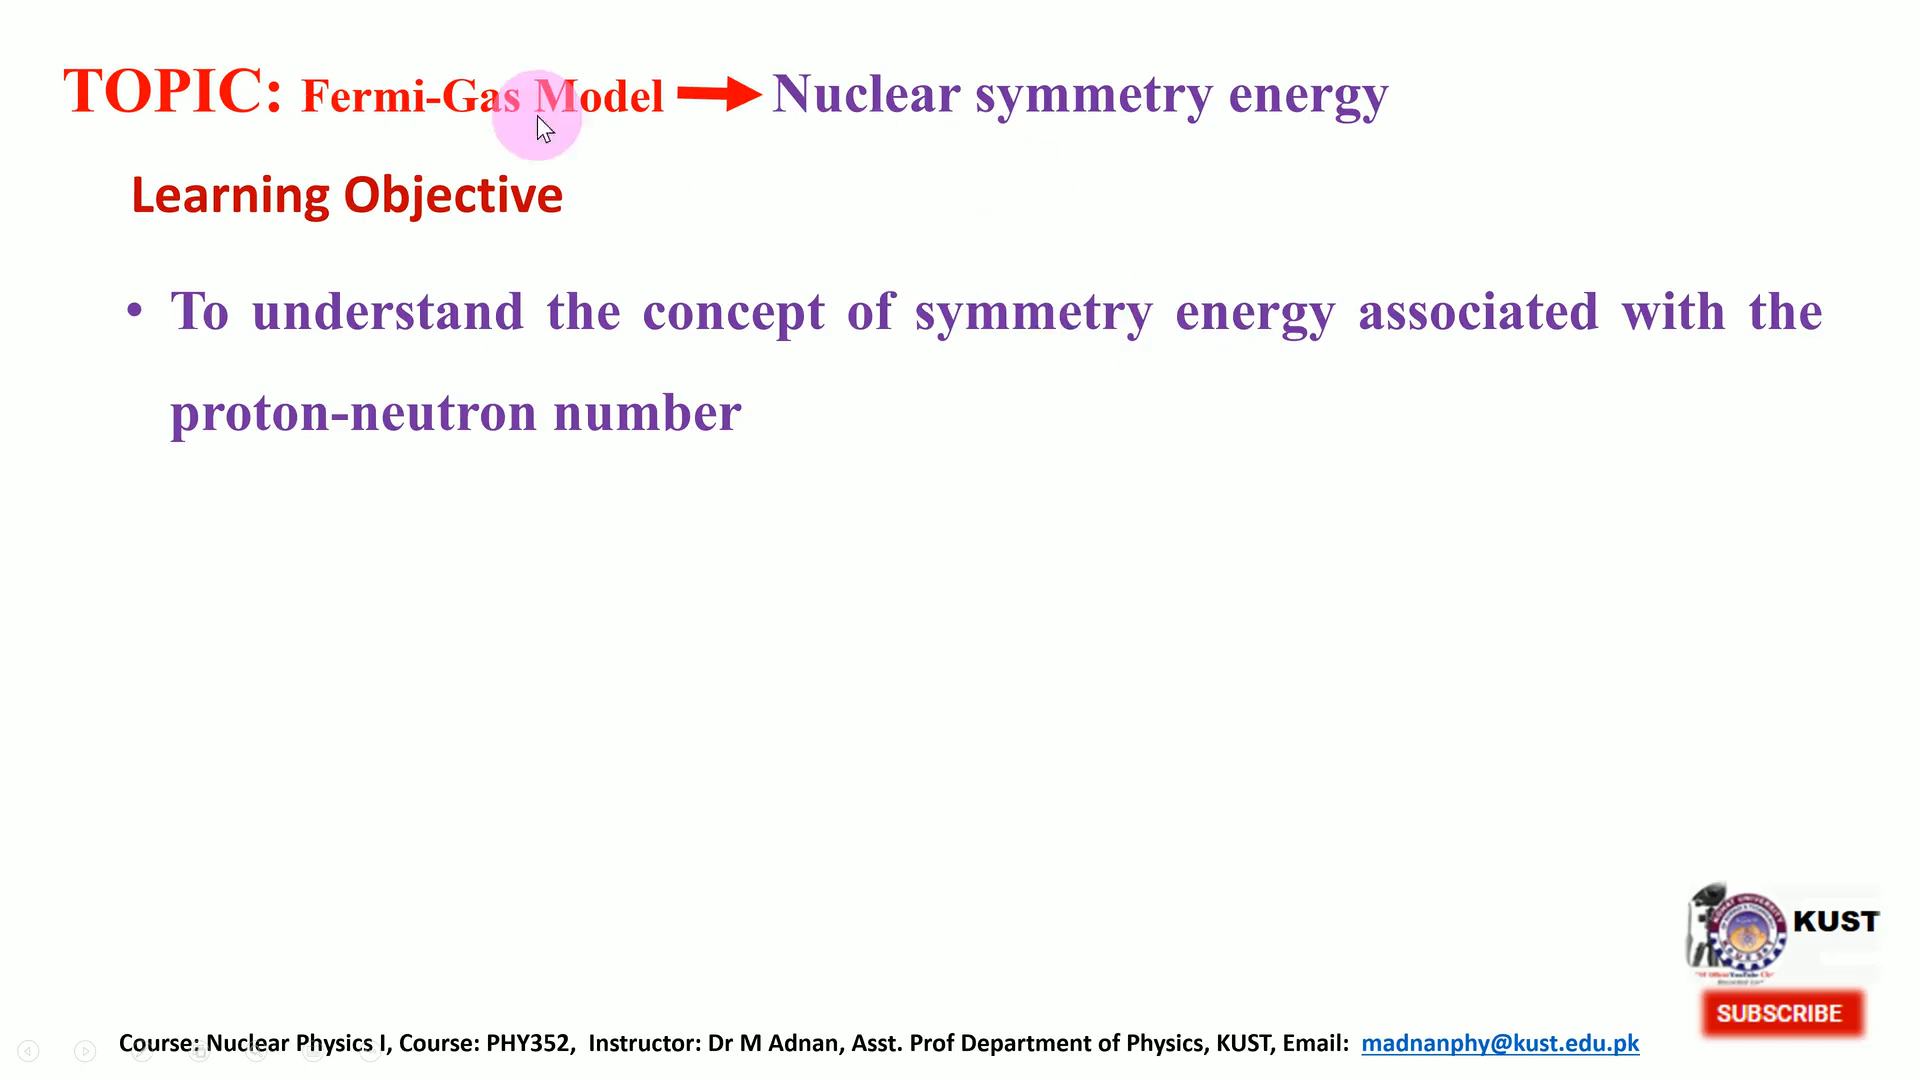 TOPIC: Fermi-Gas Model Nuclear symmetry energy
Learning Objective
• To understand the concept of symmetry energy associated with the
proton-neutron number
KUST
SUBSCRIBE
Course: Nuclear Physics I, Course: PHY352, Instructor: Dr M Adnan, Asst. Prof Department of Physics, KUST, Email: madnanphy@kust.edu.pk